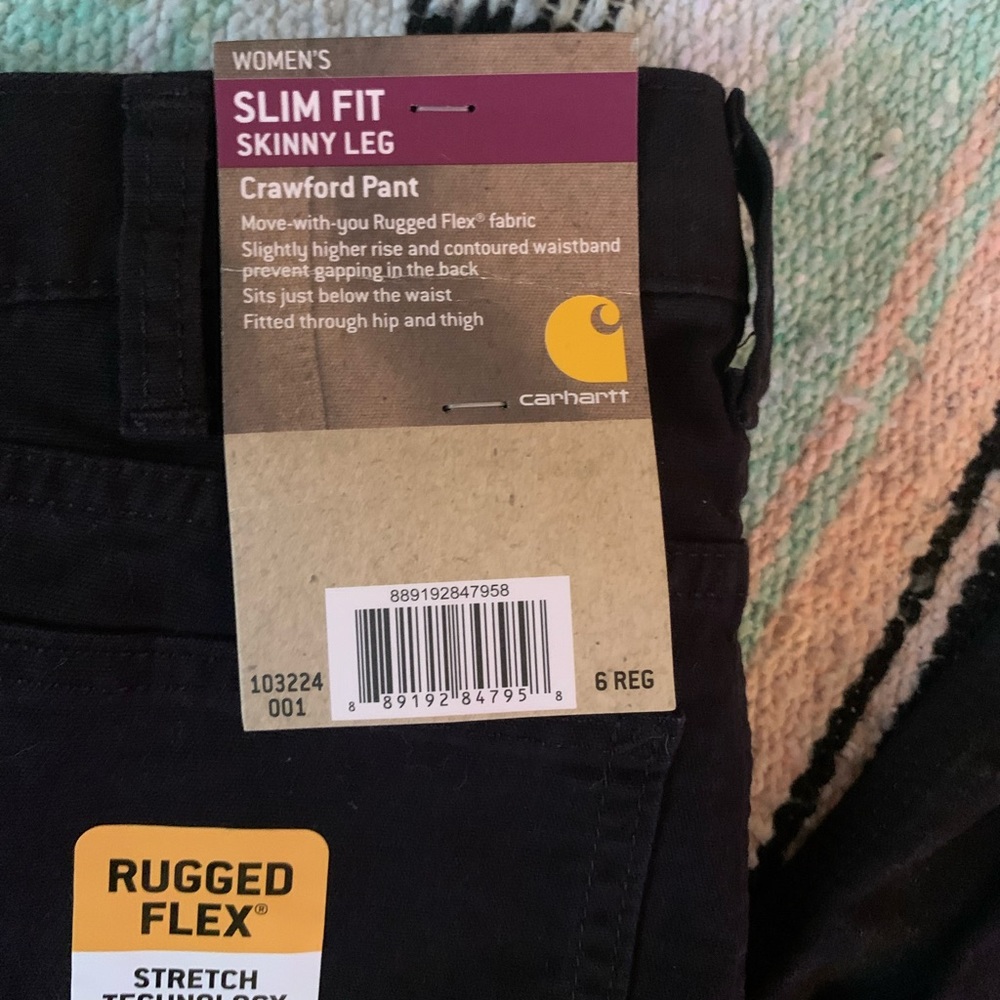 WOMEN'S
SLIM FIT
SKINNY LEG
Crawford Pant
Move-with-you Rugged Flex® fabric
Slightly higher rise and contoured waistband
prevent gapping in the back
Sits just below the waist
Fitted through hip and thigh
carhartt
889192847958
103224
001
8 89192 84795 8
6 REG
RUGGED
FLEX®
STRETCH
TECHNOLOGY